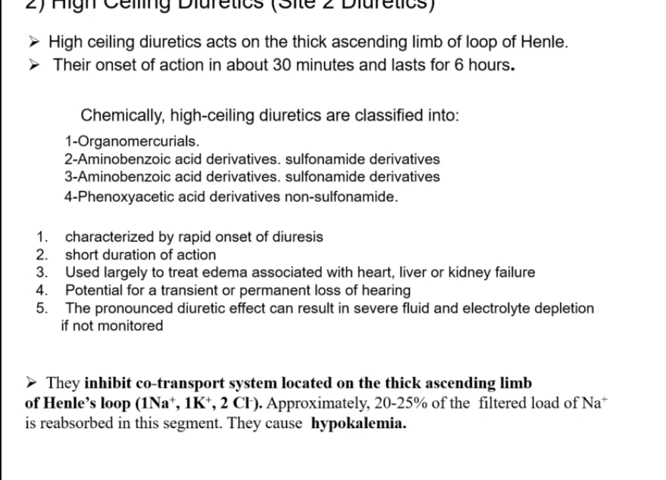 2) High Ceiling Diuretics (Site 2 Diuretics)
➢ High ceiling diuretics acts on the thick ascending limb of loop of Henle.
➢ Their onset of action in about 30 minutes and lasts for 6 hours.
Chemically, high-ceiling diuretic are classified into:
1-Organomercurials.
2-Aminobenzoic acid derivatives. sulfonamide derivatives
3-Aminobenzoic acid derivatives. sulfonamide derivatives
4-Phenoxyacetic acid derivatives non-sulfonamide.
1. characterized by rapid onset of diuresis
2. short duration of action
3. Used largely to treat edema associated with heart, liver or kidney failure
4. Potential for a transient or permanent loss of hearing
5. The pronounced diuretic effect can result in severe fluid and electrolyte depletion
if not monitored
➢ They inhibit co-transport system located on the thick ascending limb
of Henle’s loop (1Na⁺, 1K⁺, 2 Cl⁻). Approximately, 20-25% of the filtered load of Na⁺
is reabsorbed in this segment. They cause hypokalemia.